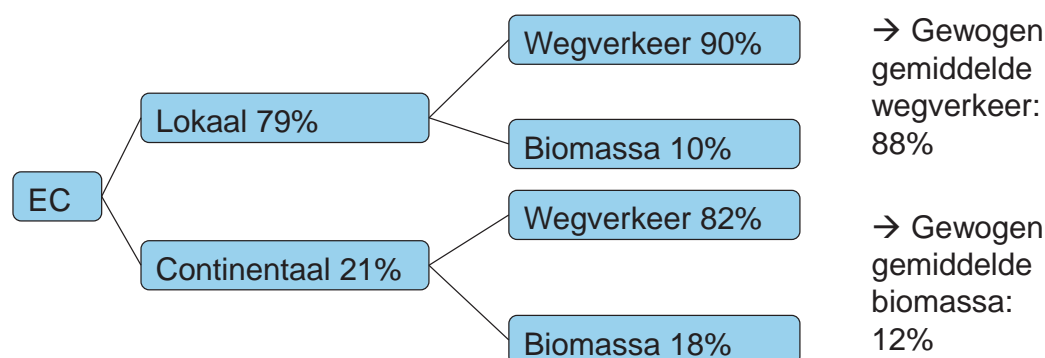 EC
Lokaal 79%
Continentaal 21%
Wegverkeer 90%
Biomassa 10%
Wegverkeer 82%
Biomassa 18%
→ Gewogen
gemiddelde
wegverkeer:
88%
→ Gewogen
gemiddelde
biomassa:
12%